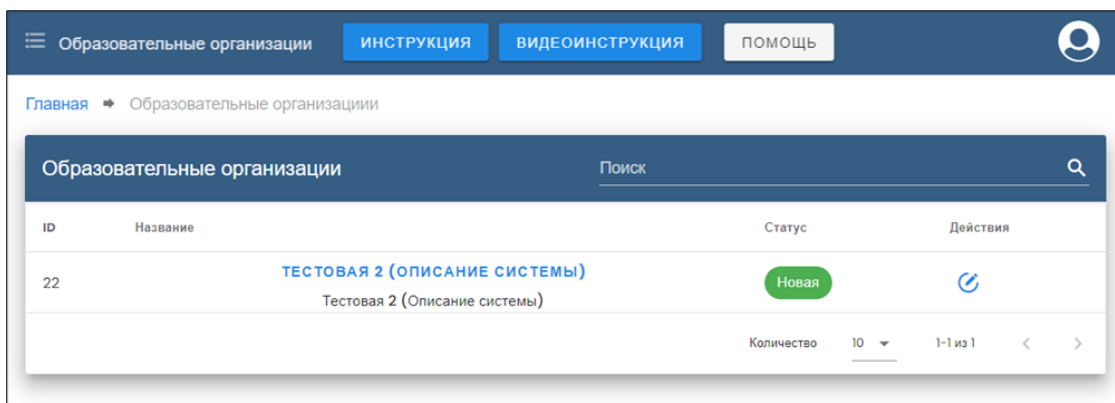 Образовательные организации ИНСТРУКЦИЯ ВИДЕОИНСТРУКЦИЯ ПОМОЩЬ
Главная Образовательные организациии
Образовательные организации Поиск
ID Название Статус Действия
22 ТЕСТОВАЯ 2 (ОПИСАНИЕ СИСТЕМЫ) Новая
Тестовая 2 (Описание системы)
Количество 10 1-1 из 1